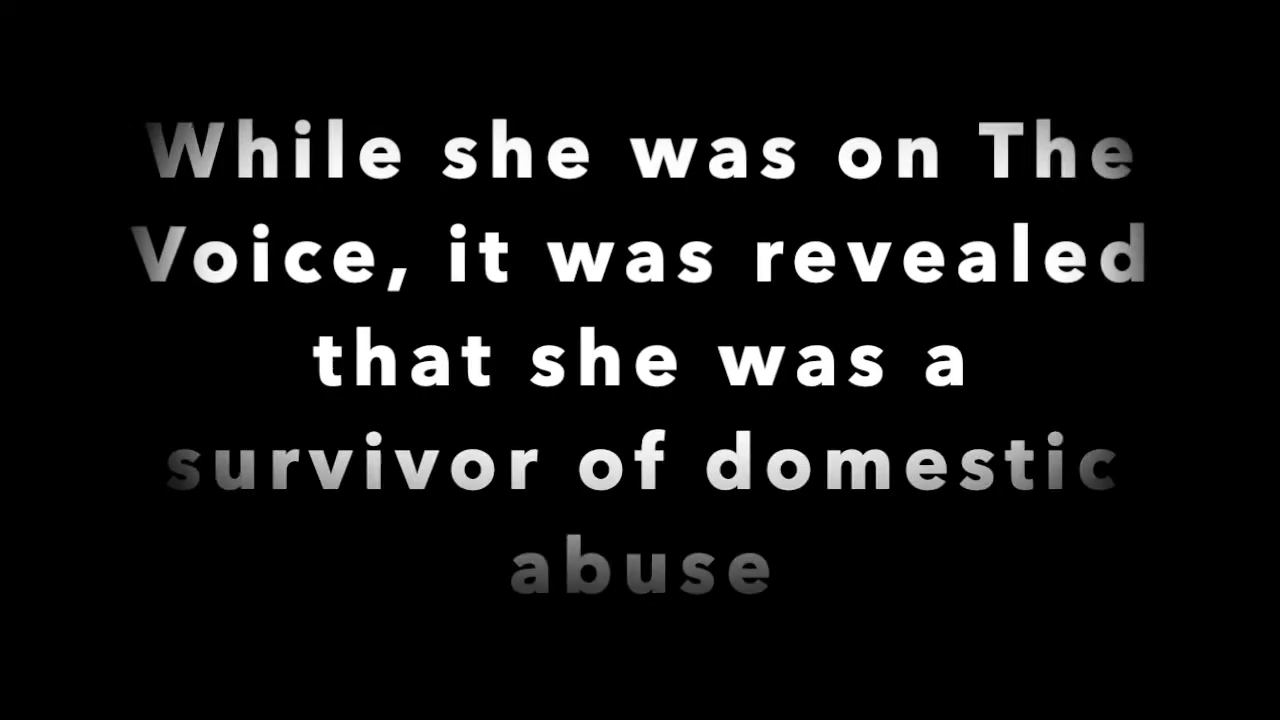 While she was on The
Voice, it was revealed
that she was a
survivor of domestic
abuse